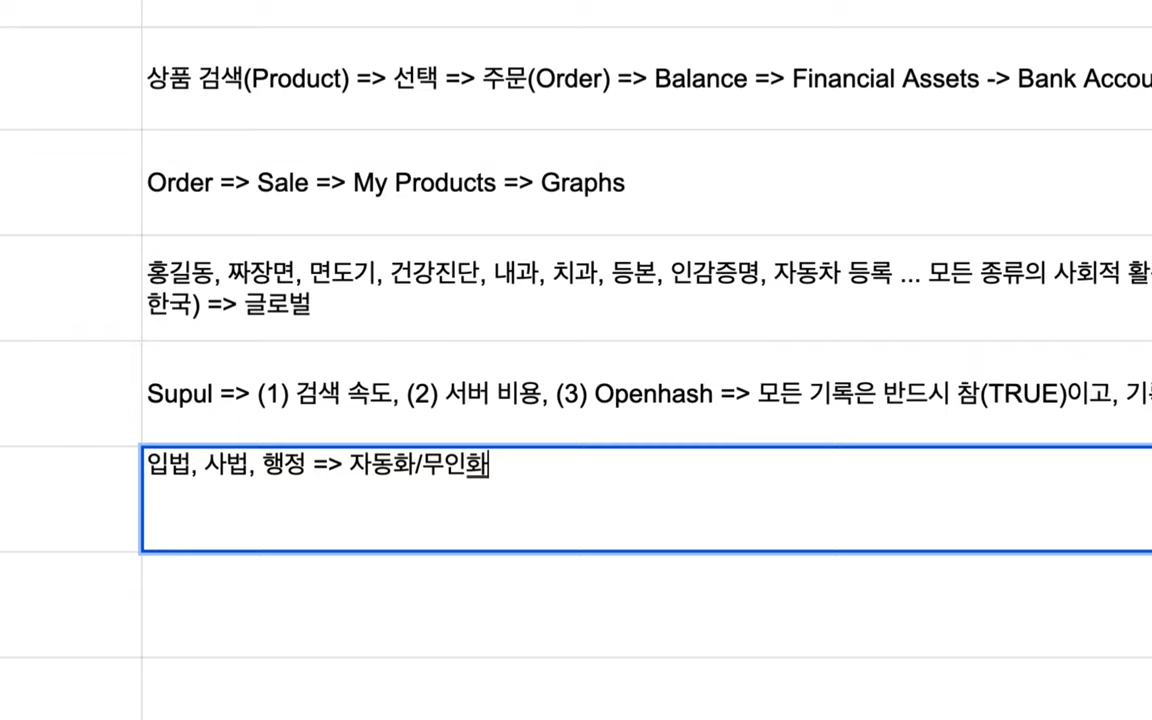 상품 검색(Product) => 선택 => 주문(Order) => Balance => Financial Assets -> Bank
Order => Sale => My Products => Graphs
홍길동, 짜장면, 면도기, 건강진단, 내과, 치과, 등본, 인감증명, 자동차 등록 ... 모든 종류의 사회적
한국) => 글로벌
Supul => (1) 검색 속도, (2) 서버 비용, (3) Openhash => 모든 기록은 반드시 참(TRUE)이고,
입법, 사법, 행정 => 자동화/무인화